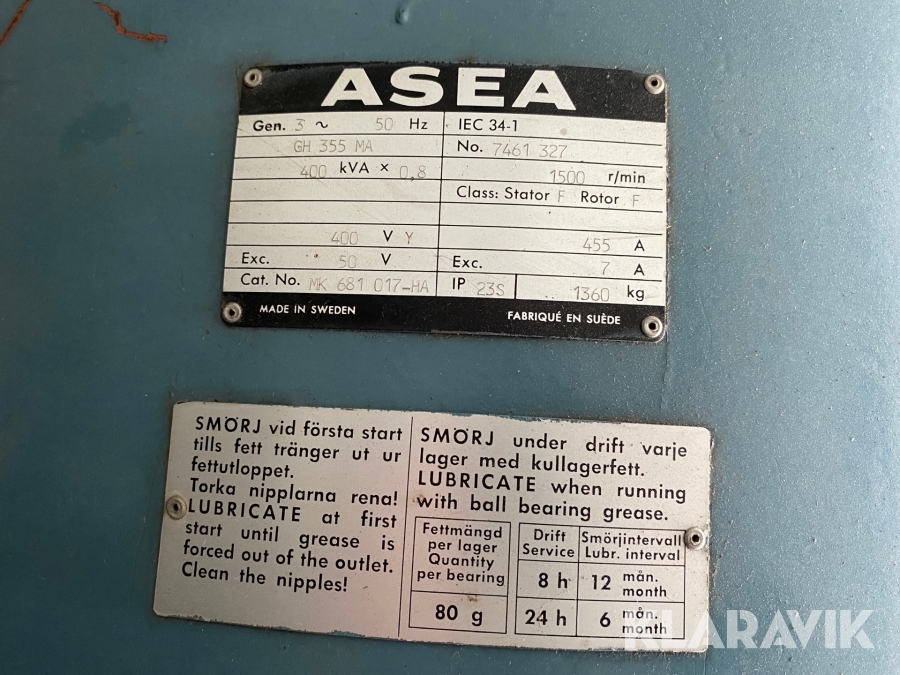 ASEA
Gen. 3 ~ 50 Hz
GH 355 MA
400 kVA × 0,8
400 V Y
Exc. 50 V
Cat. No. MK 681 017-HA
IEC 34-1
No. 7461 327
1500 r/min
Class: Stator F Rotor F
455 A
Exc. 7 A
IP 23S 1360 kg
MADE IN SWEDEN
FABRIQUÉ EN SUÈDE
SMÖRJ vid första start
tills fett tränger ut ur
fettutloppet.
Torka nipplarna rena!
LUBRICATE at first
start until grease is
forced out of the outlet.
Clean the nipples!
SMÖRJ under drift varje
lager med kullagerfett.
LUBRICATE when running
with ball bearing grease.
Fettmängd
per lager
Quantity
per bearing
80 g
Drift
Service
Smörjintervall
Lubr. interval
8 h 12 mån.
month
24 h 6 mån.
month
KLARAVIK